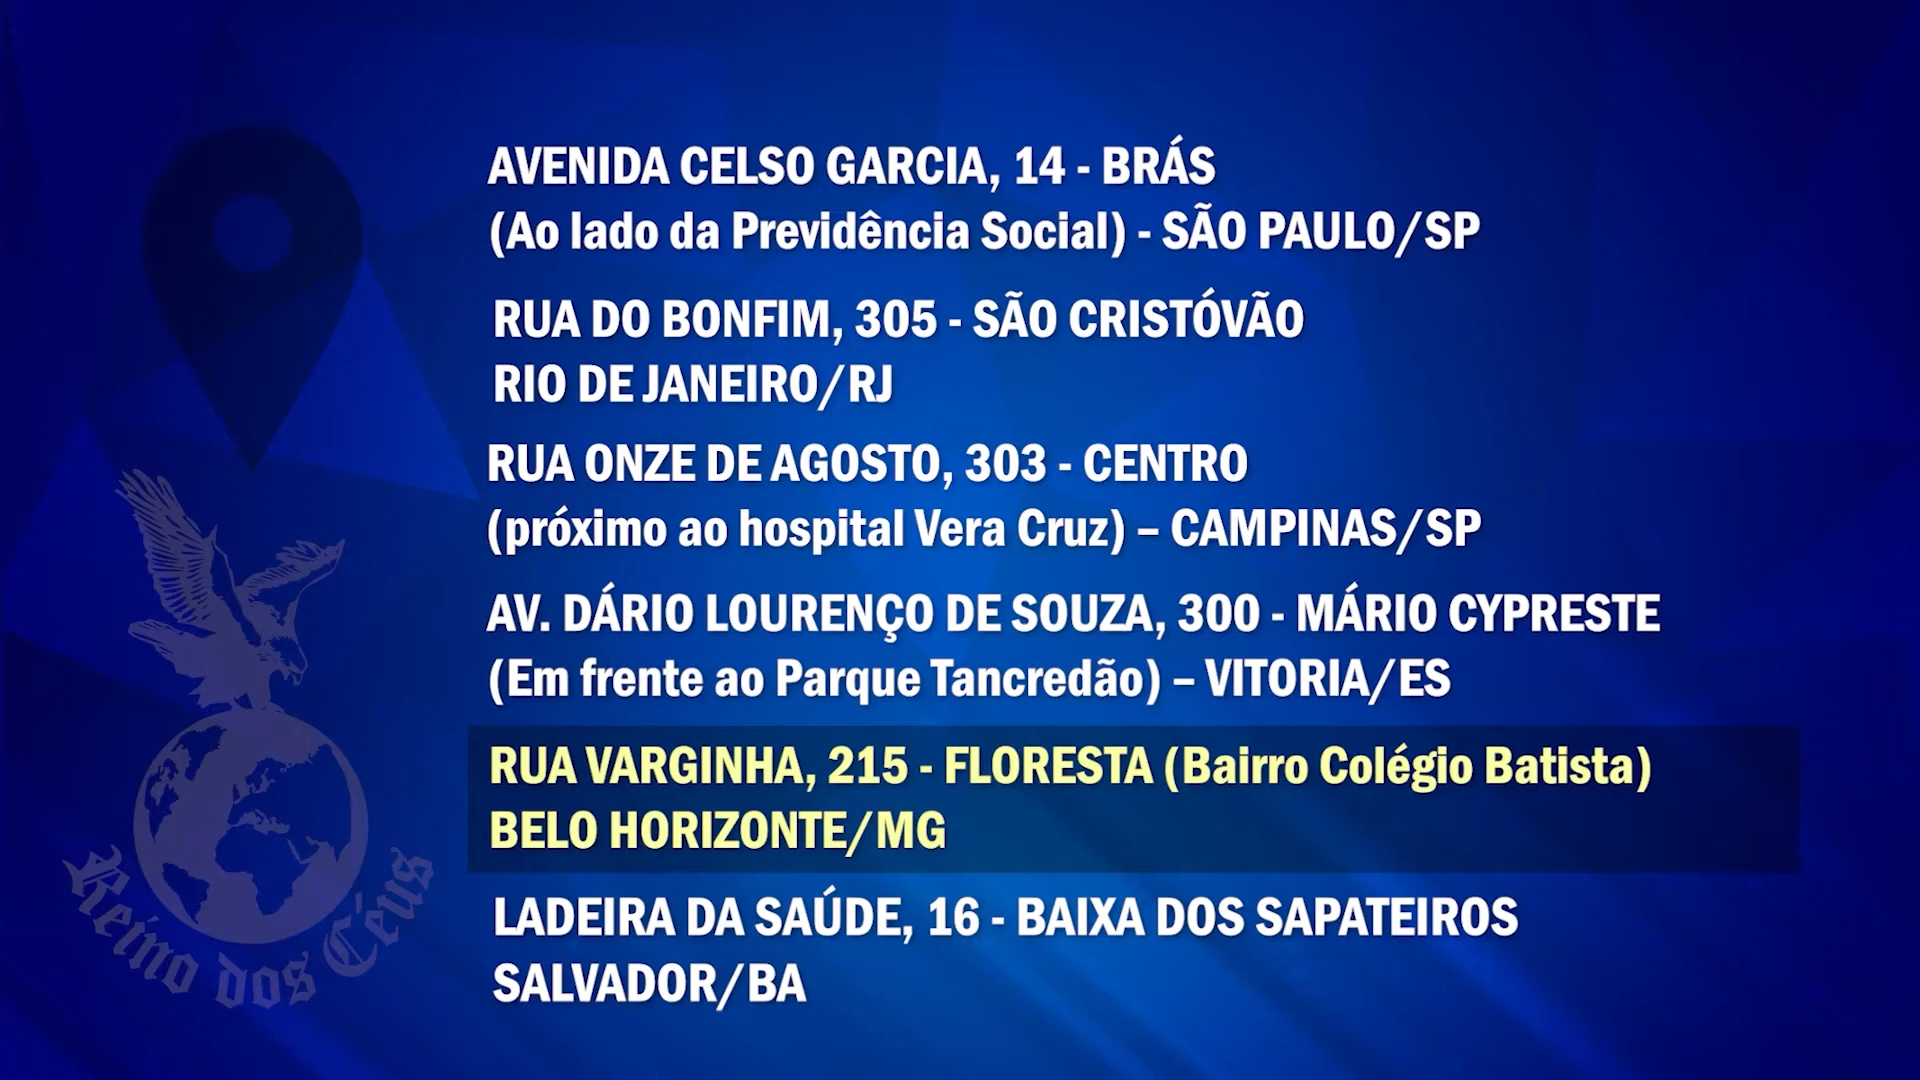 AVENIDA CELSO GARCIA, 14 - BRÁS
(Ao lado da Previdência Social) - SÃO PAULO/SP
RUA DO BONFIM, 305 - SÃO CRISTÓVÃO
RIO DE JANEIRO/RJ
RUA ONZE DE AGOSTO, 303 - CENTRO
(próximo ao hospital Vera Cruz) – CAMPINAS/SP
AV. DÁRIO LOURENÇO DE SOUZA, 300 - MÁRIO CYPRESTE
(Em frente ao Parque Tancredão) – VITORIA/ES
RUA VARGINHA, 215 - FLORESTA (Bairro Colégio Batista)
BELO HORIZONTE/MG
LADEIRA DA SAÚDE, 16 - BAIXA DOS SAPATEIROS
SALVADOR/BA
Reino dos Céus